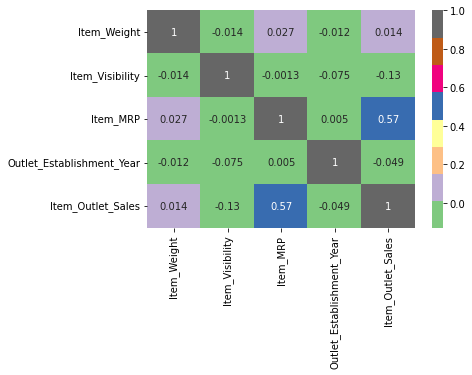 Item_Weight 1 -0.014 0.027 -0.012 0.014
Item_Visibility -0.014 1 -0.0013 -0.075 -0.13
Item_MRP 0.027 -0.0013 1 0.005 0.57
Outlet_Establishment_Year -0.012 -0.075 0.005 1 -0.049
Item_Outlet_Sales 0.014 -0.13 0.57 -0.049 1
Item_Weight
Item_Visibility
Item_MRP
Outlet_Establishment_Year
Item_Outlet_Sales
1.0
0.8
0.6
0.4
0.2
0.0